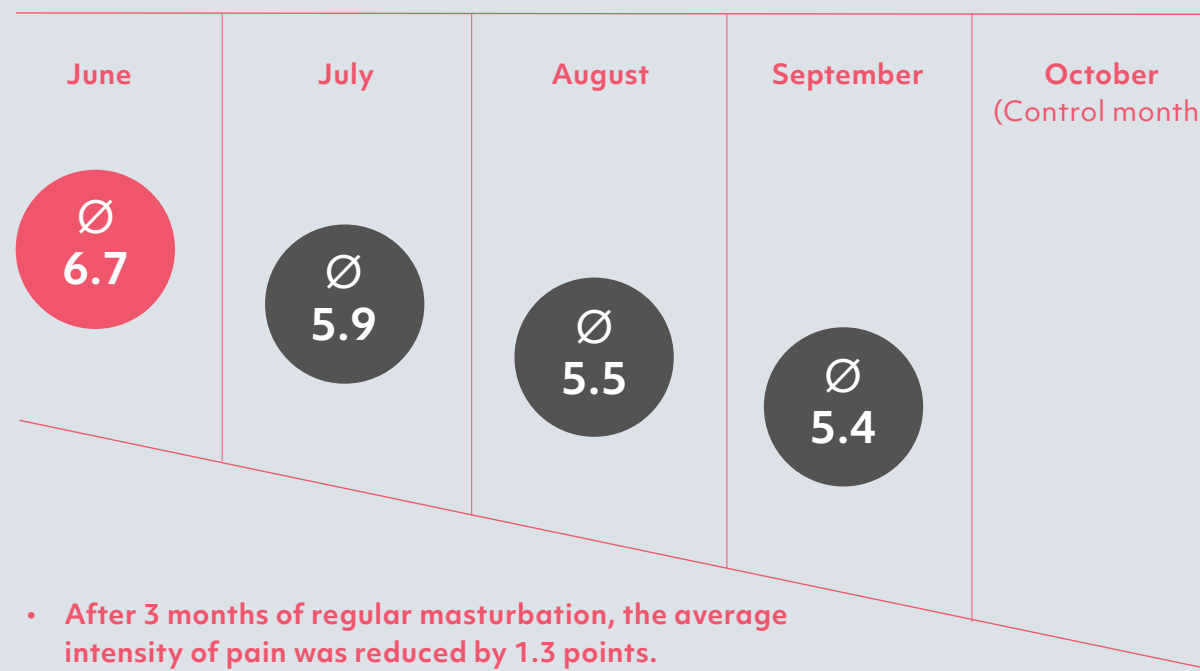 June
July
August
September
October
(Control month
Ø
6.7
Ø
5.9
Ø
5.5
Ø
5.4
• After 3 months of regular masturbation, the average
intensity of pain was reduced by 1.3 points.